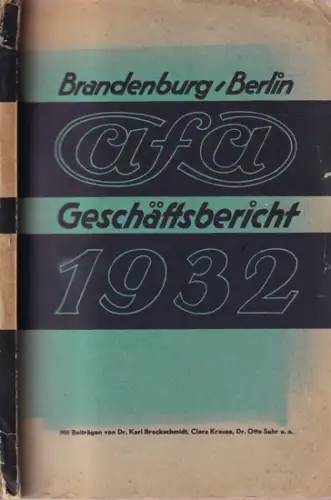 Brandenburg/Berlin
afa
Geschäftsbericht
1932
Mit Beiträgen von Dr. Karl Brockschmidt, Clara Krause, Dr. Otto Suhr u. a.